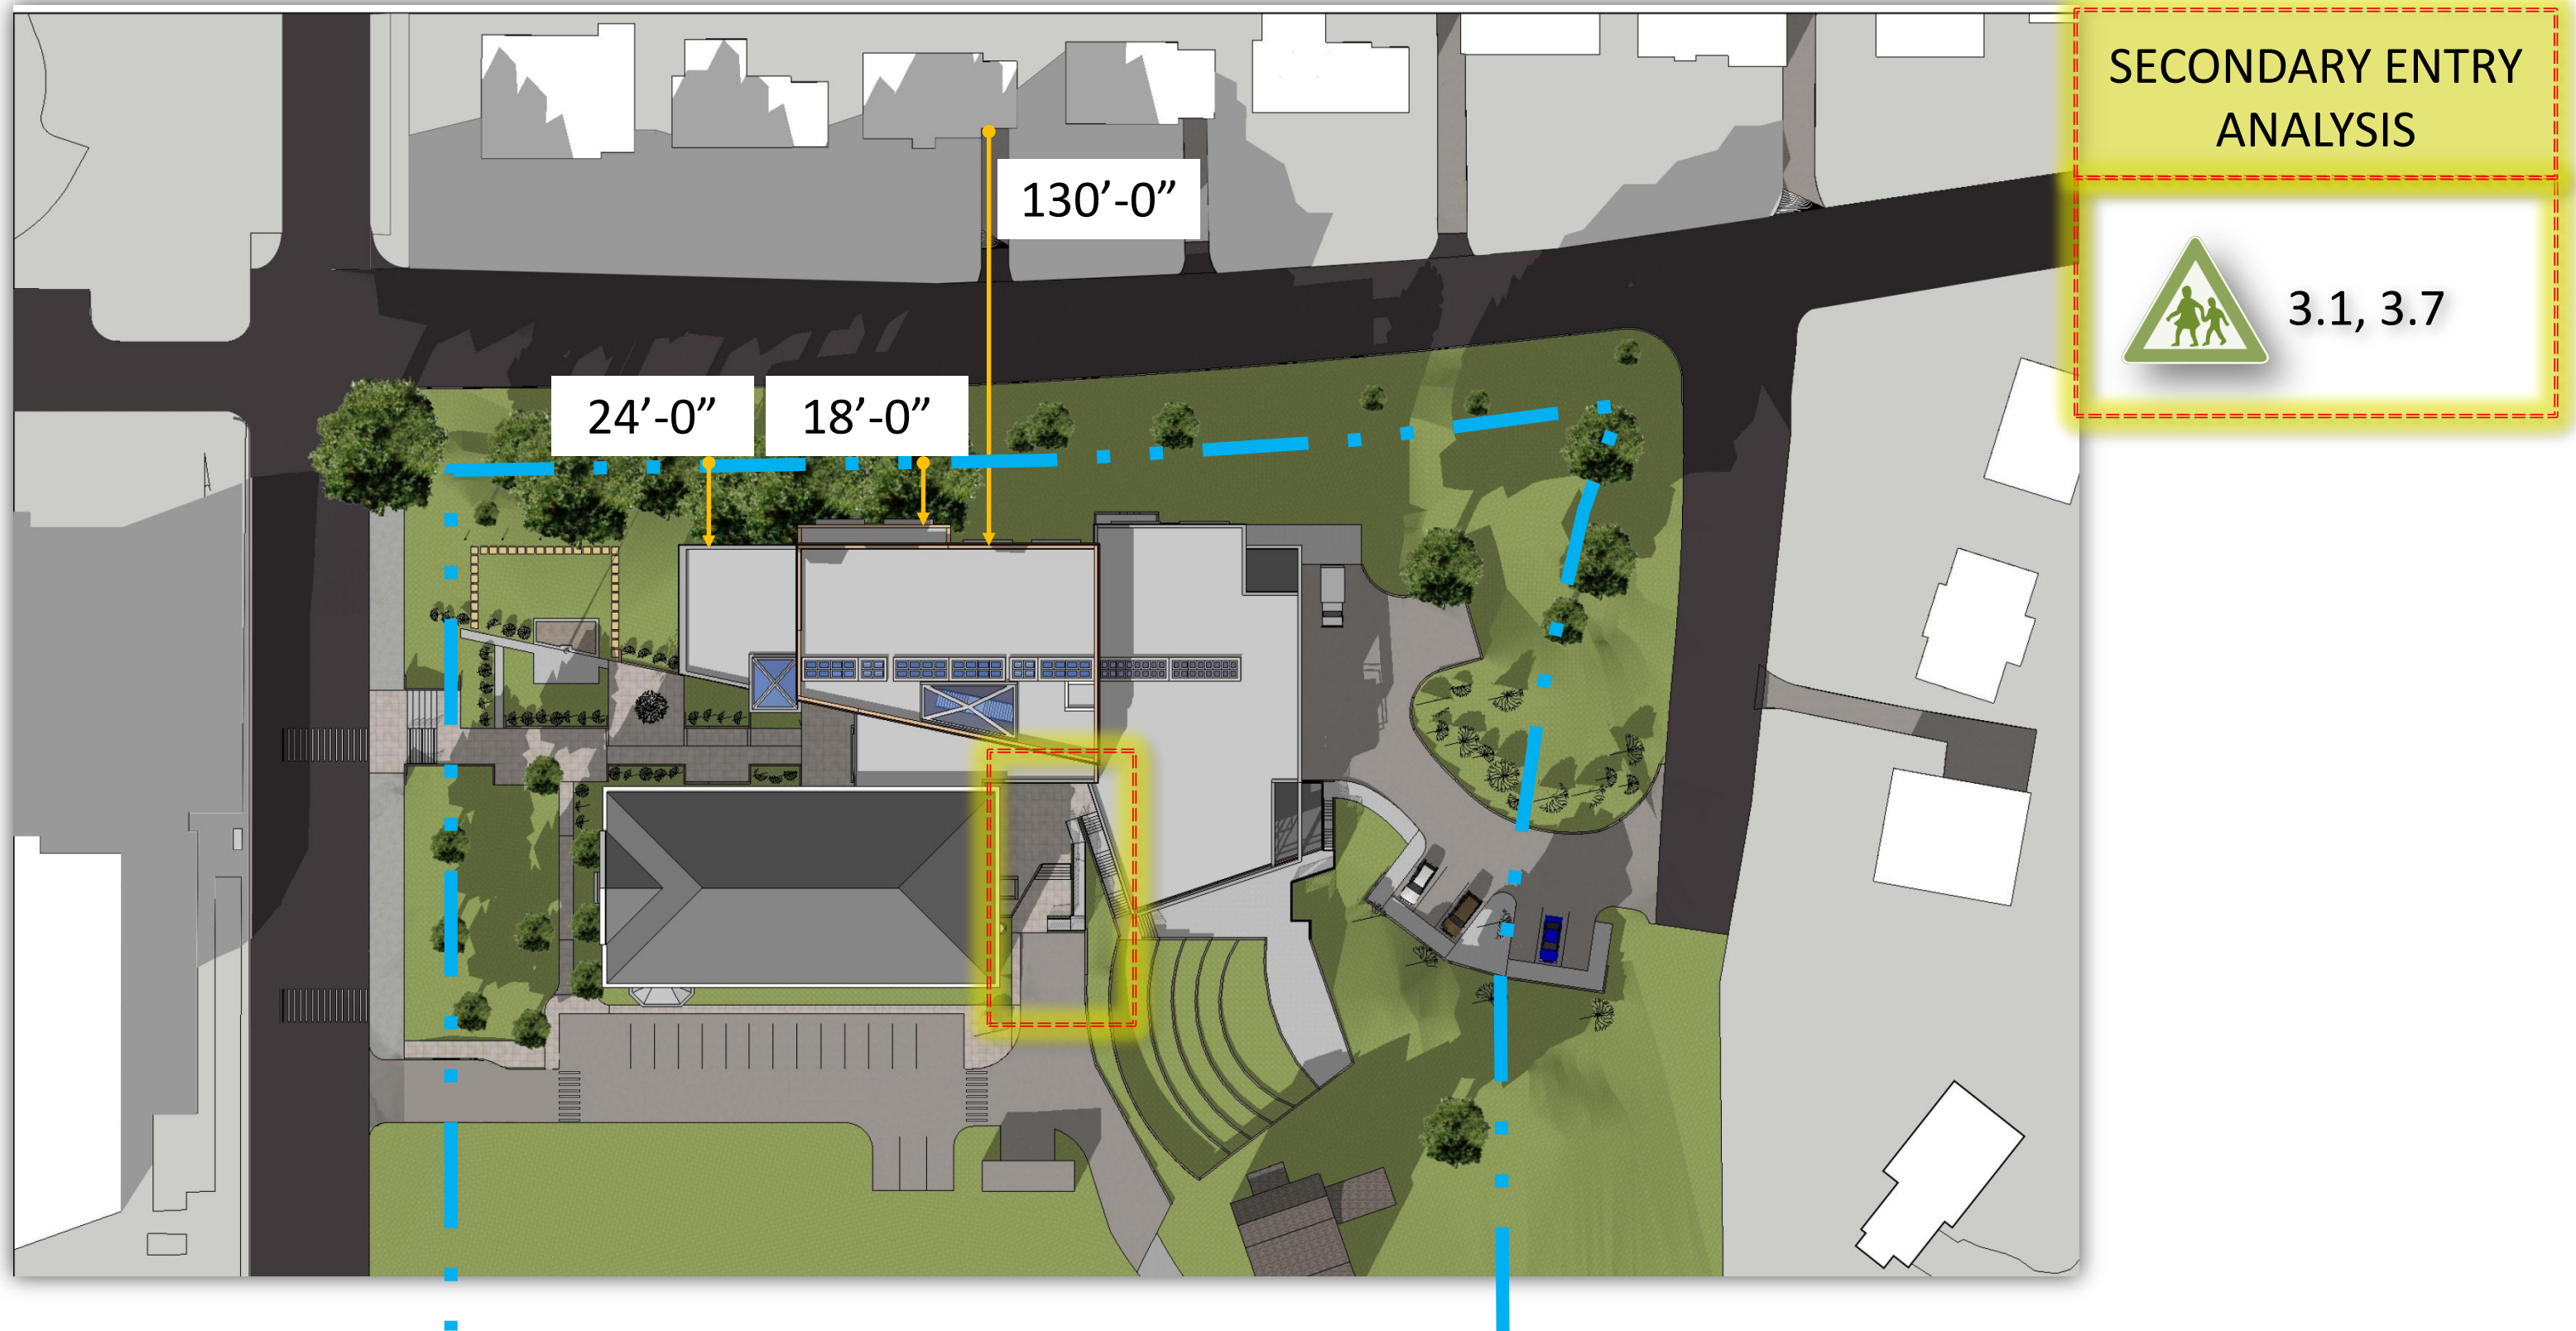 SECONDARY ENTRY
ANALYSIS
130’-0”
3.1, 3.7
24’-0”
18’-0”